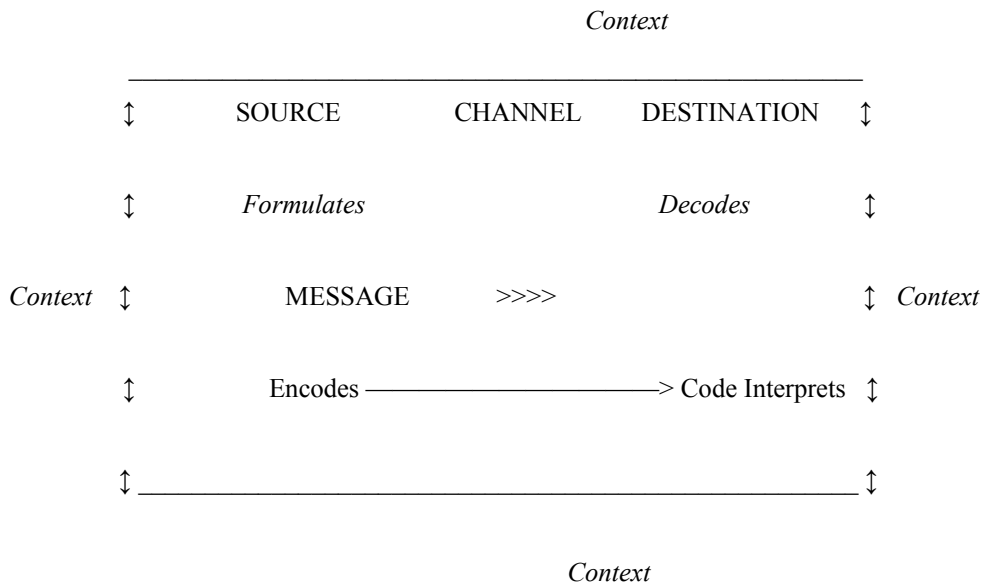 Context
↕ SOURCE CHANNEL DESTINATION ↕
↕ Formulates Decodes ↕
Context ↕ MESSAGE >>>> ↕ Context
↕ Encodes ————————————> Code Interprets ↕
↕ ↕
Context